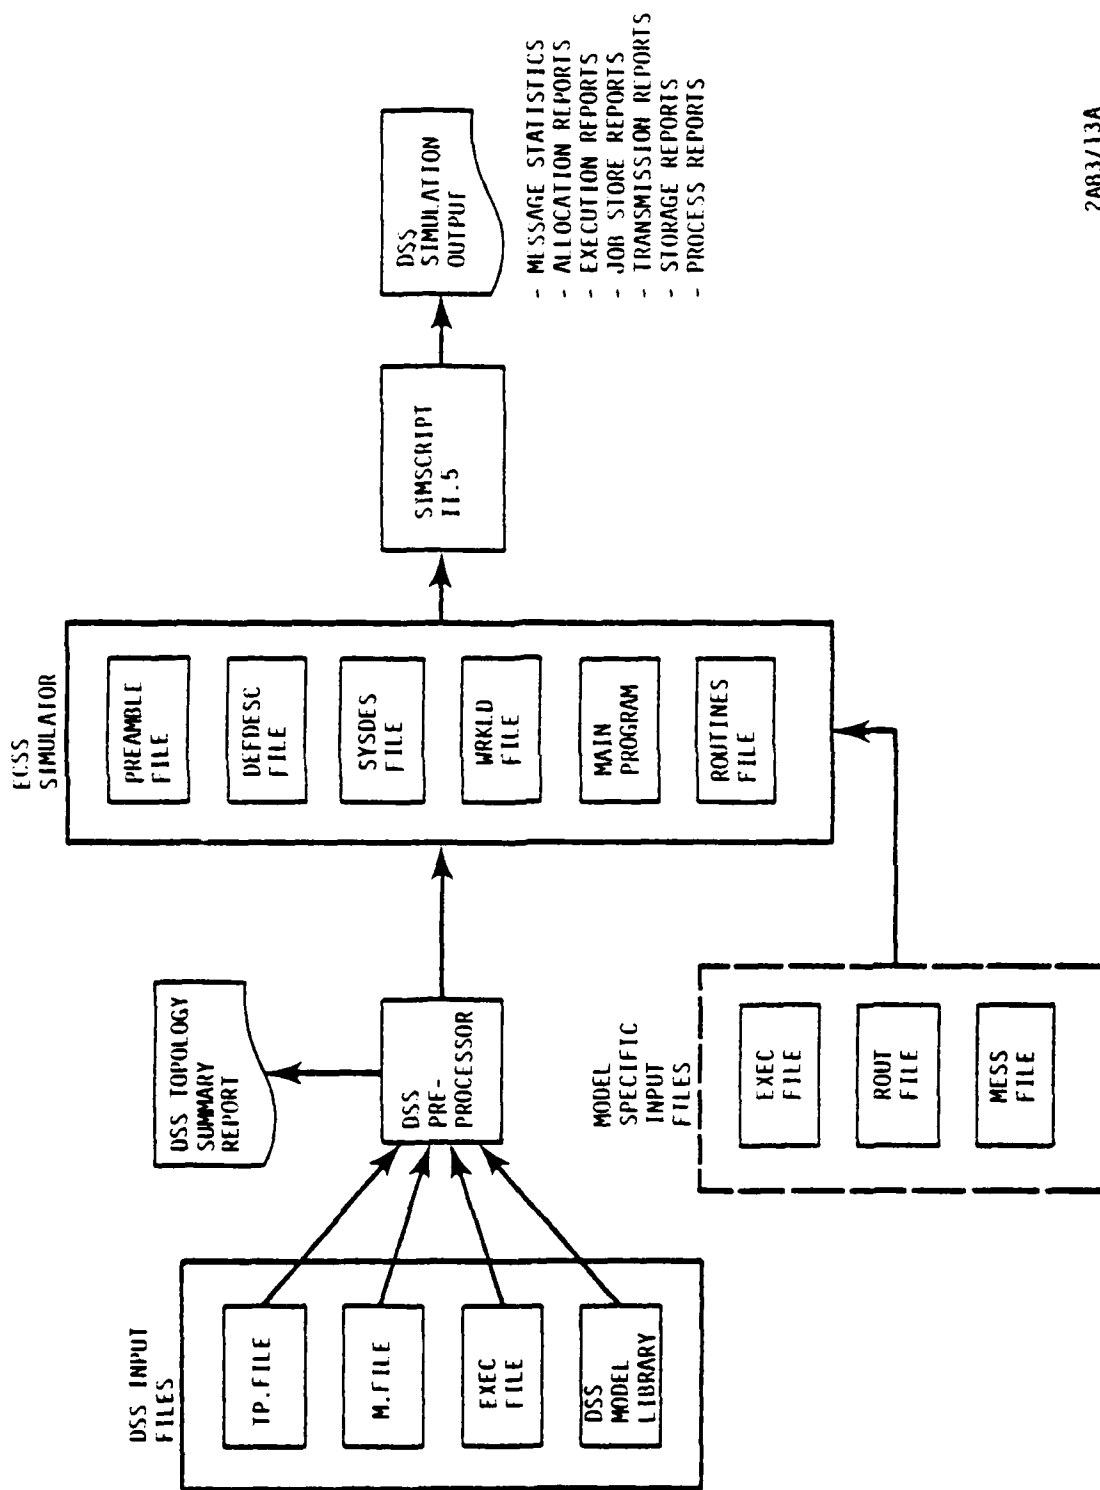 DSS INPUT
FILES
TP.FILE
M.FILE
EXEC
FILE
DSS
MODEL
LIBRARY
DSS TOPOLOGY
SUMMARY
REPORT
DSS
PRE-
PROCESSOR
MODEL
SPECIFIC
INPUT
FILES
EXEC
FILE
ROUT
FILE
MESS
FILE
ECSS
SIMULATOR
PREAMBLE
FILE
DEFDESC
FILE
SYSDES
FILE
WRKLD
FILE
MAIN
PROGRAM
ROUTINES
FILE
SIMSCRIPT
II.5
DSS
SIMULATION
OUTPUT
- MESSAGE STATISTICS
- ALLOCATION REPORTS
- EXECUTION REPORTS
- JOB STORE REPORTS
- TRANSMISSION REPORTS
- STORAGE REPORTS
- PROCESS REPORTS
2A83/13A